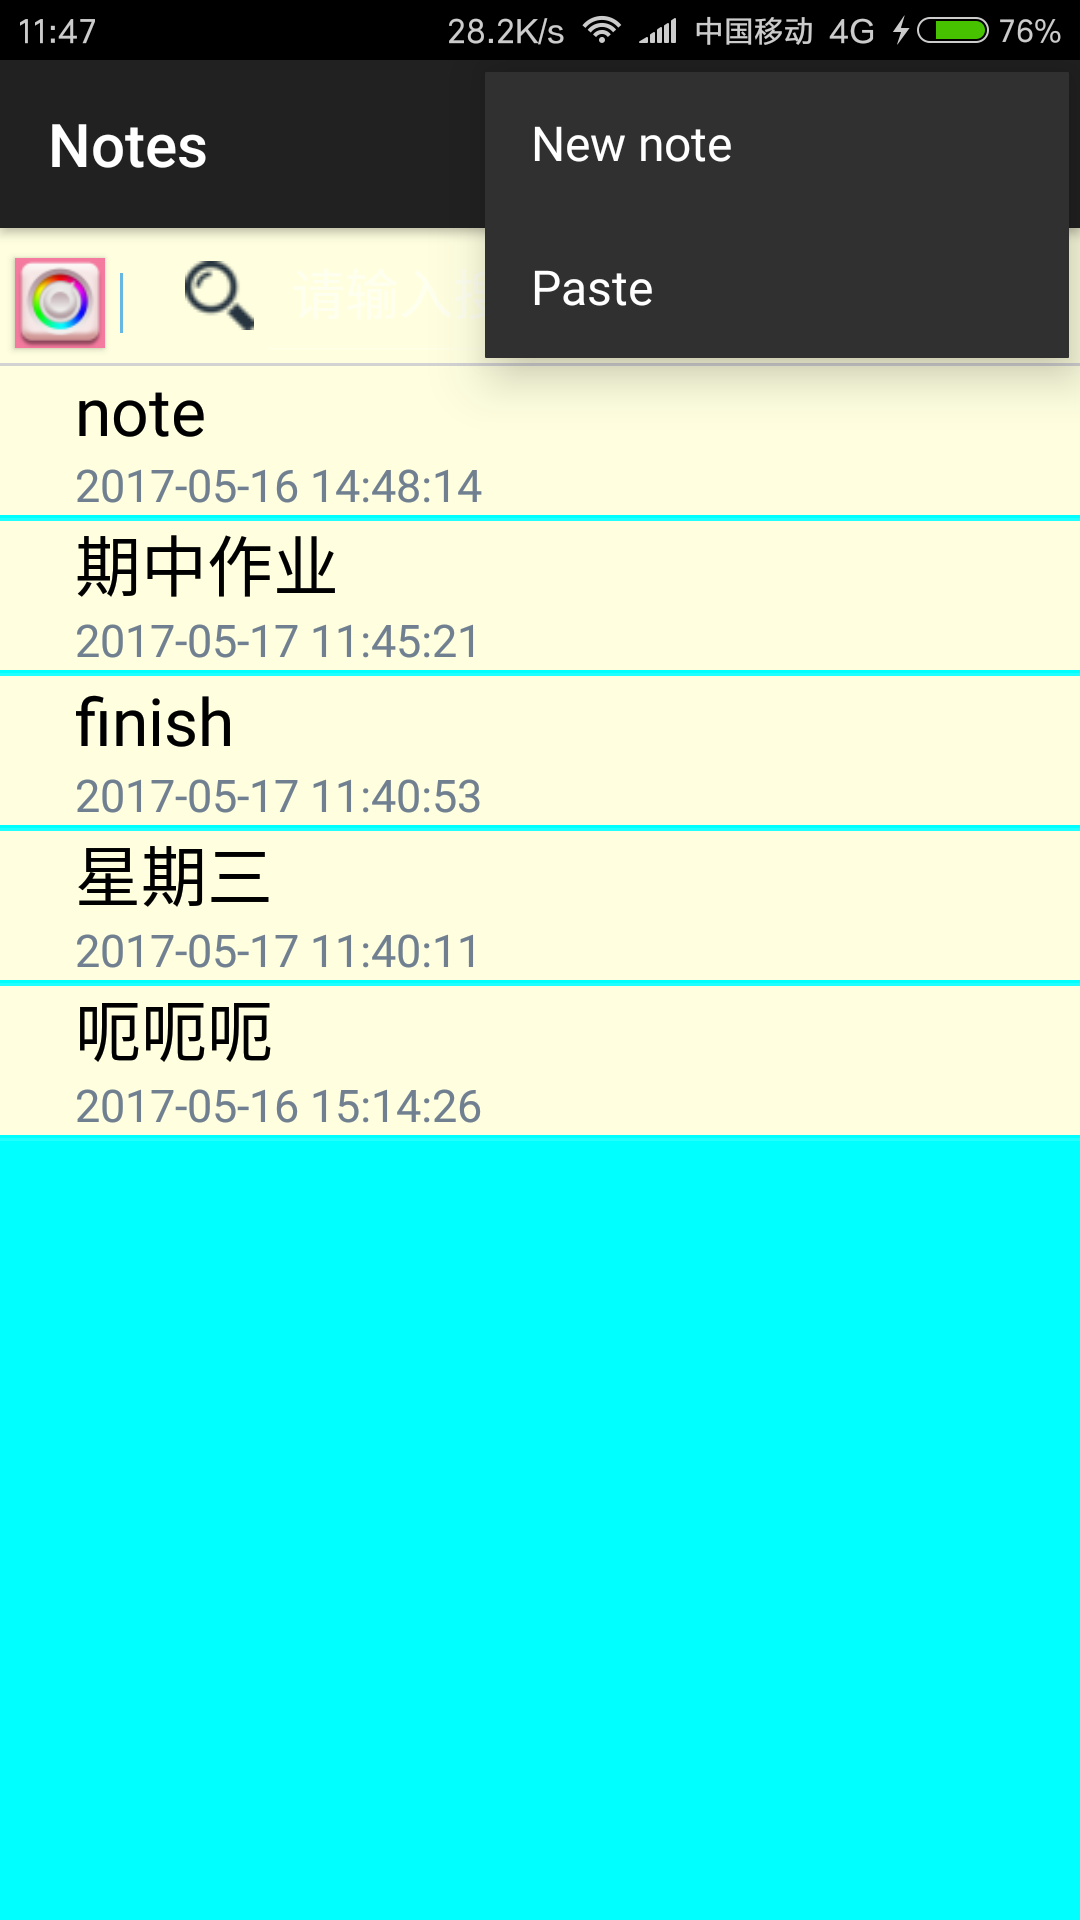 11:47 28.2K/s 中国移动 4G 76%
Notes
New note
Paste
请输入
note
2017-05-16 14:48:14
期中作业
2017-05-17 11:45:21
finish
2017-05-17 11:40:53
星期三
2017-05-17 11:40:11
呃呃呃
2017-05-16 15:14:26